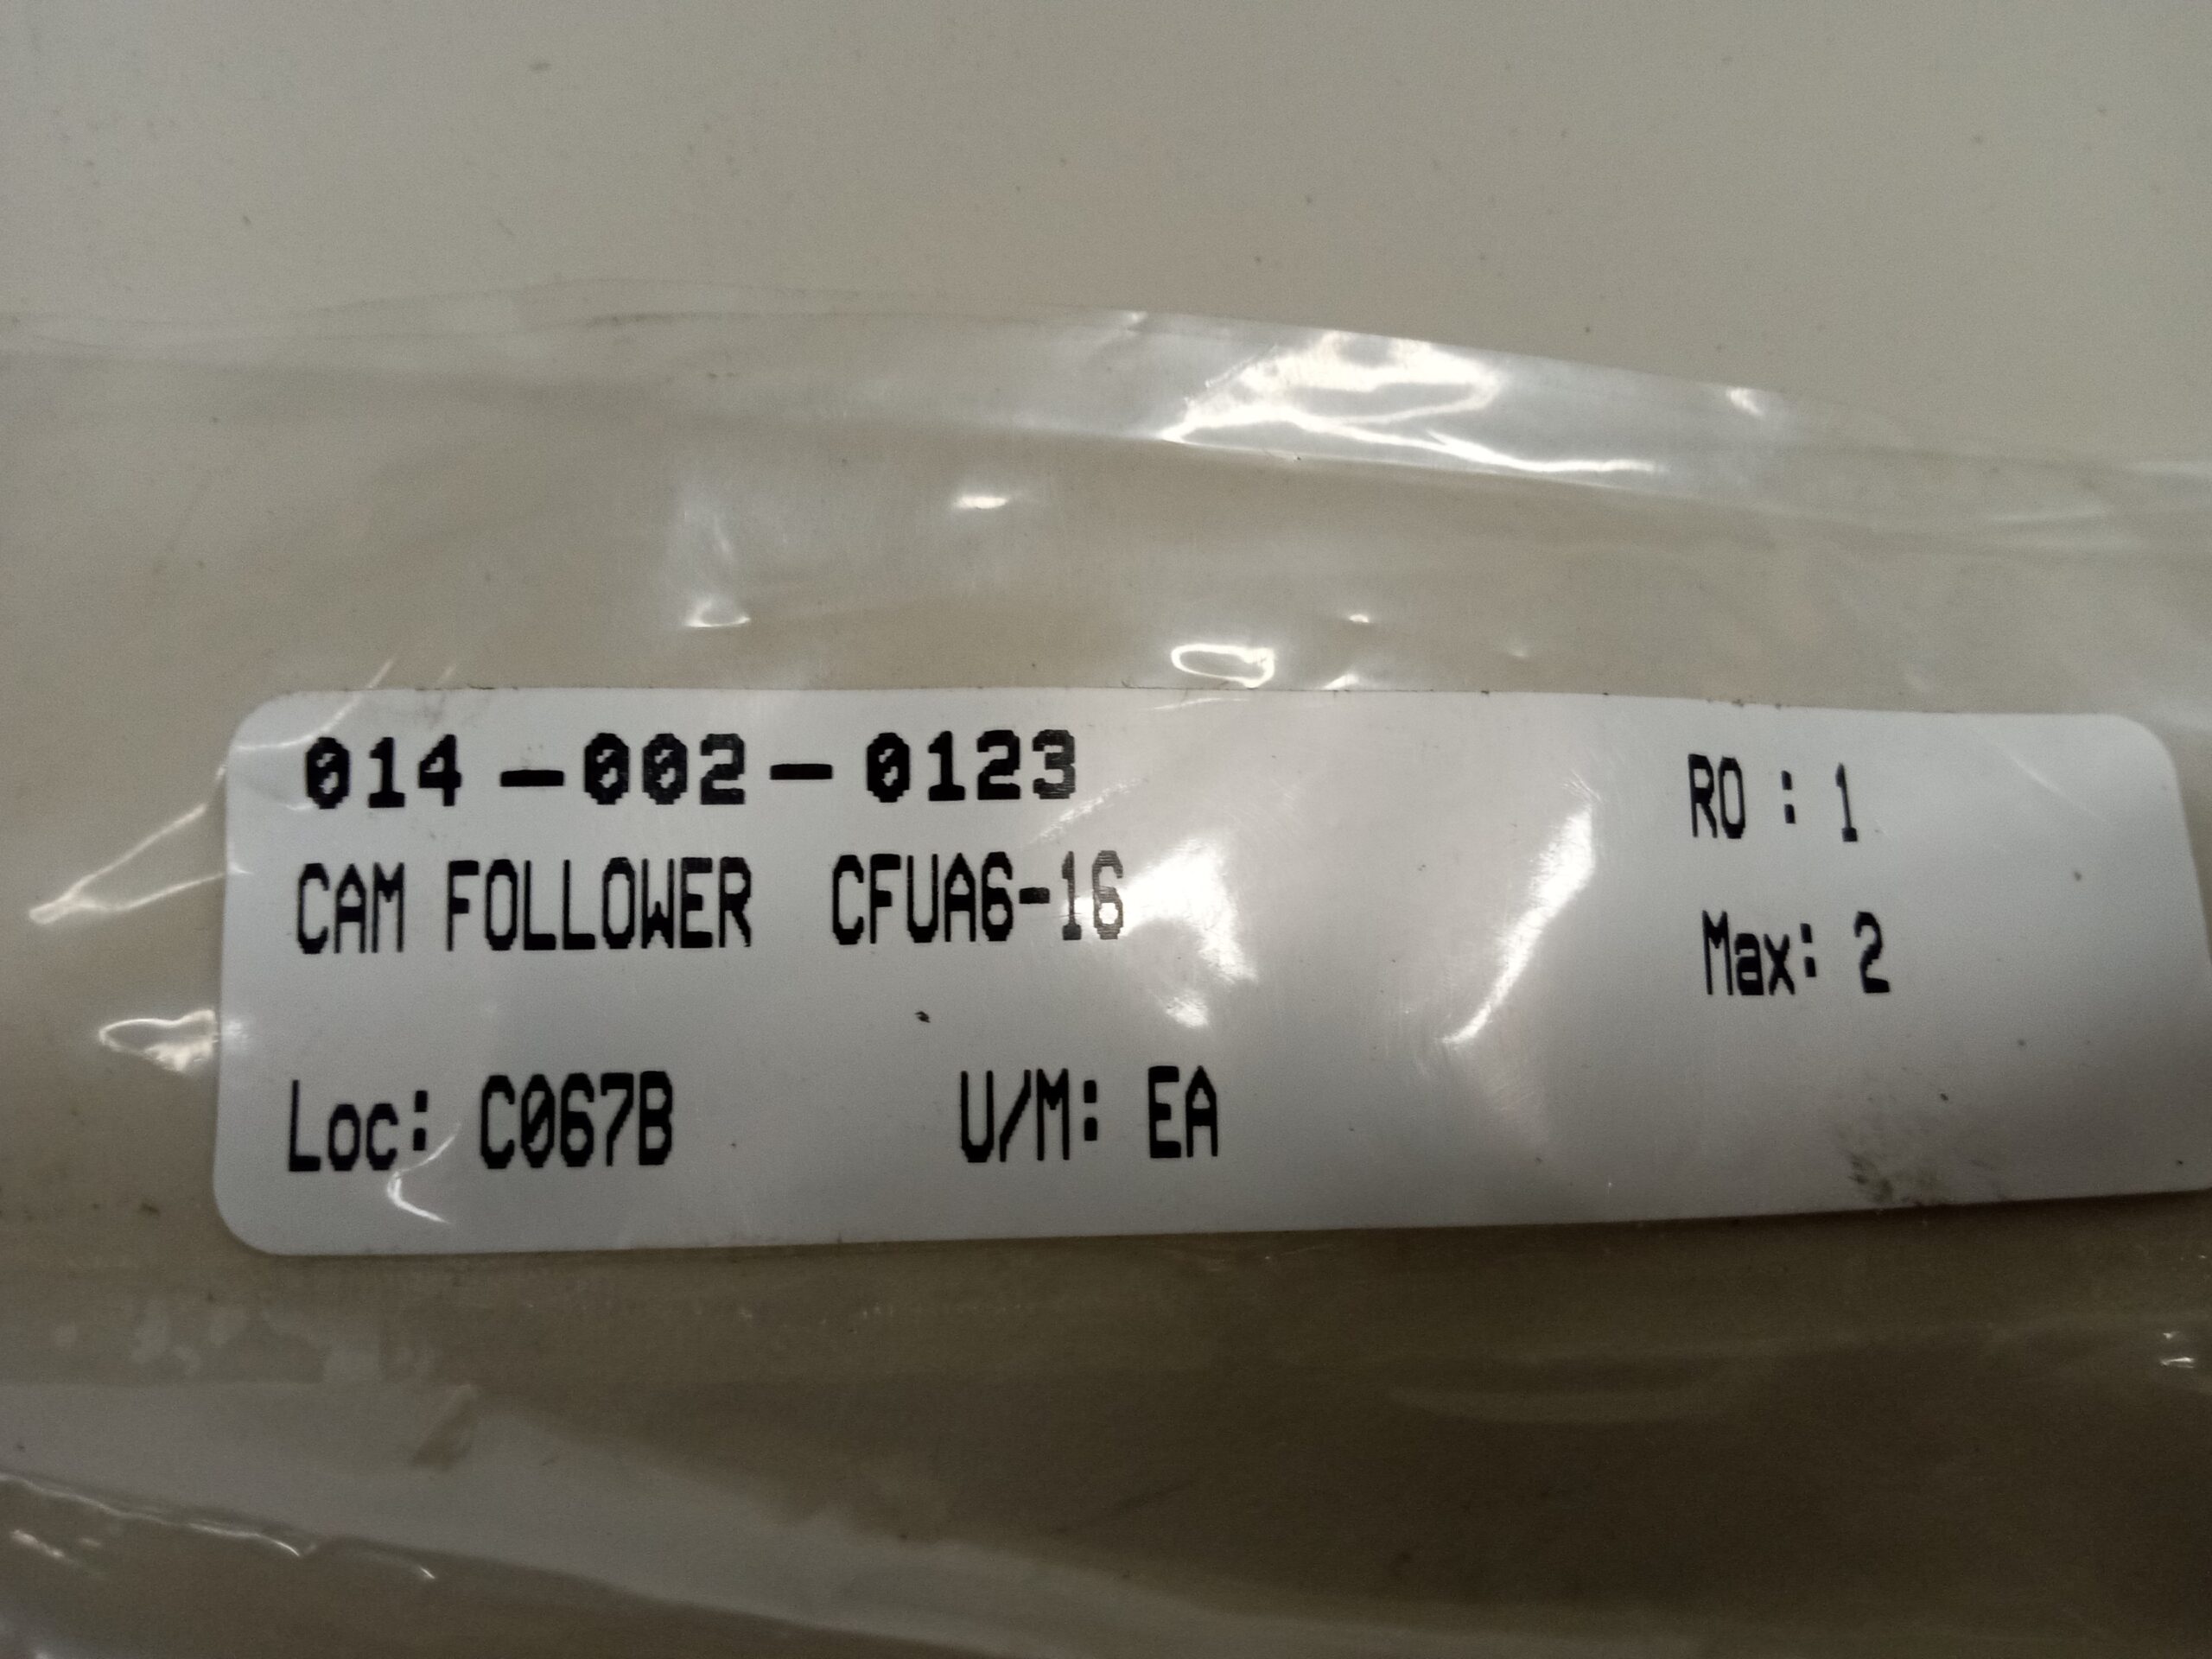 014-002-0123
RO : 1
CAM FOLLOWER CFUA6-16
Max: 2
Loc: C067B U/M: EA